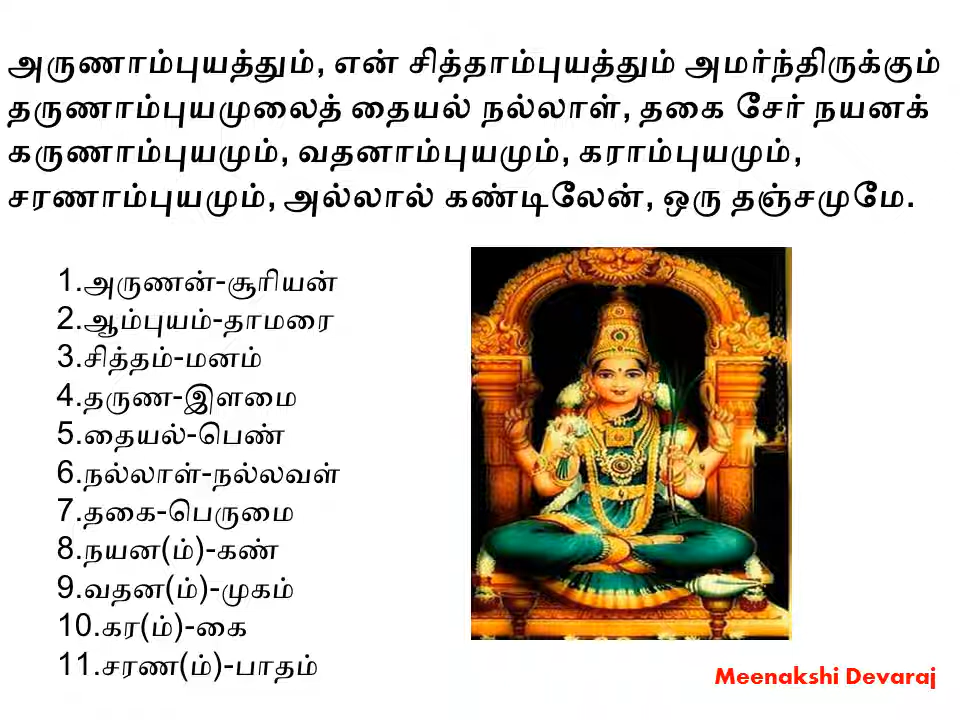 அருணாம்புயத்தும், என் சித்தாம்புயத்தும் அமர்ந்திருக்கும்
தருணாம்புயமுலைத் தையல் நல்லாள், தகை சேர் நயனக்
கருணாம்புயமும், வதனாம்புயமும், கராம்புயமும்,
சரணாம்புயமும், அல்லால் கண்டிலேன், ஒரு தஞ்சமுமே.
1.அருணன்-சூரியன்
2.ஆம்புயம்-தாமரை
3.சித்தம்-மனம்
4.தருண-இளமை
5.தையல்-பெண்
6.நல்லாள்-நல்லவள்
7.தகை-பெருமை
8.நயன(ம்)-கண்
9.வதன(ம்)-முகம்
10.கர(ம்)-கை
11.சரண(ம்)-பாதம்
Meenakshi Devaraj